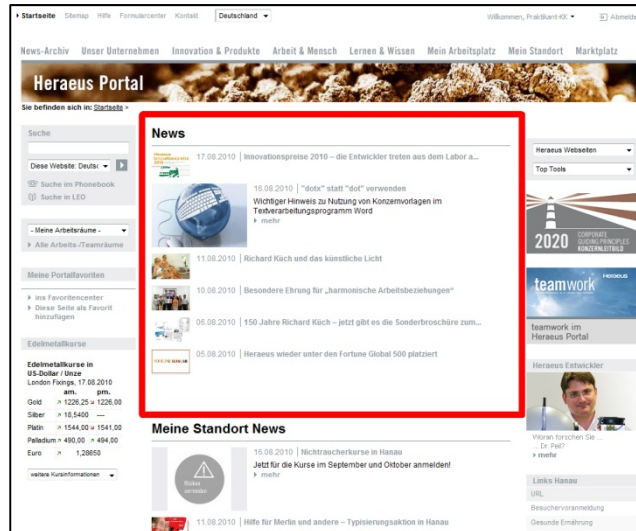 Startseite Sitemap Hilfe Formularcenter Kontakt Deutschland Willkommen, Praktikant-KK Abmelde
News-Archiv Unser Unternehmen Innovation & Produkte Arbeit & Mensch Lernen & Wissen Mein Arbeitsplatz Mein Standort Marktplatz
Heraeus Portal
Sie befinden sich in: Startseite >
Suche
Diese Website: Deutsc
Suche im Phonebook
Suche in LEO
- Meine Arbeitsräume -
Alle Arbeits-/Teamräume
Meine Portalfavoriten
ins Favoritencenter
Diese Seite als Favorit
hinzufügen
Edelmetallkurse
Edelmetallkurse in
US-Dollar / Unze
London Fixings, 17.08.2010
am. pm.
Gold 1226,25 1226,00
Silber 18,5400 ---
Platin 1544,00 1541,00
Palladium 490,00 494,00
Euro 1,28650
weitere Kursinformationen
News
17.08.2010 | Innovationspreise 2010 – die Entwickler treten aus dem Labor a...
16.08.2010 | "dotx" statt "dot" verwenden
Wichtiger Hinweis zu Nutzung von Konzernvorlagen im
Textverarbeitungsprogramm Word
mehr
11.08.2010 | Richard Küch und das künstliche Licht
10.08.2010 | Besondere Ehrung für „harmonische Arbeitsbeziehungen“
06.08.2010 | 150 Jahre Richard Küch – jetzt gibt es die Sonderbroschüre zum...
05.08.2010 | Heraeus wieder unter den Fortune Global 500 platziert
Meine Standort News
16.08.2010 | Nichtraucherkurse in Hanau
Jetzt für die Kurse im September und Oktober anmelden!
mehr
11.08.2010 | Hilfe für Merlin und andere – Typisierungsaktion in Hanau
Heraeus Webseiten
Top Tools
2020 CORPORATE
GUIDING PRINCIPLES
KONZERNLEITBILD
Heraeus
teamwork
teamwork im
Heraeus Portal
Heraeus Entwickler
Woran forschen Sie ...
... Dr. Peil?
mehr
Links Hanau
URL
Besuchervoranmeldung
Gesunde Ernährung